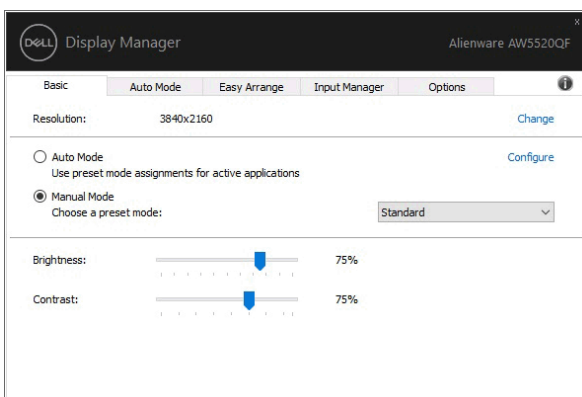 DELL Display Manager Alienware AW5520QF
Basic Auto Mode Easy Arrange Input Manager Options
Resolution: 3840x2160 Change
Auto Mode Configure
Use preset mode assignments for active applications
Manual Mode
Choose a preset mode: Standard
Brightness: 75%
Contrast: 75%